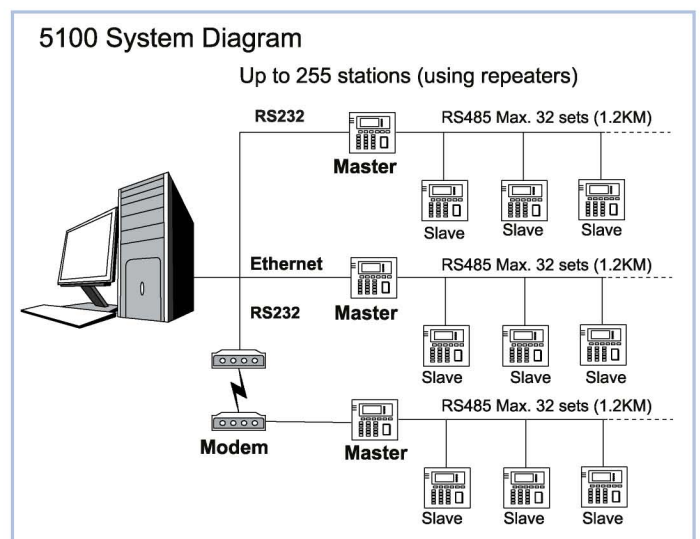 5100 System Diagram
Up to 255 stations (using repeaters)
RS232
RS485 Max. 32 sets (1.2KM)
Master
Slave
Slave
Slave
Ethernet
RS485 Max. 32 sets (1.2KM)
RS232
Master
Slave
Slave
Slave
RS485 Max. 32 sets (1.2KM)
Modem
Master
Slave
Slave
Slave